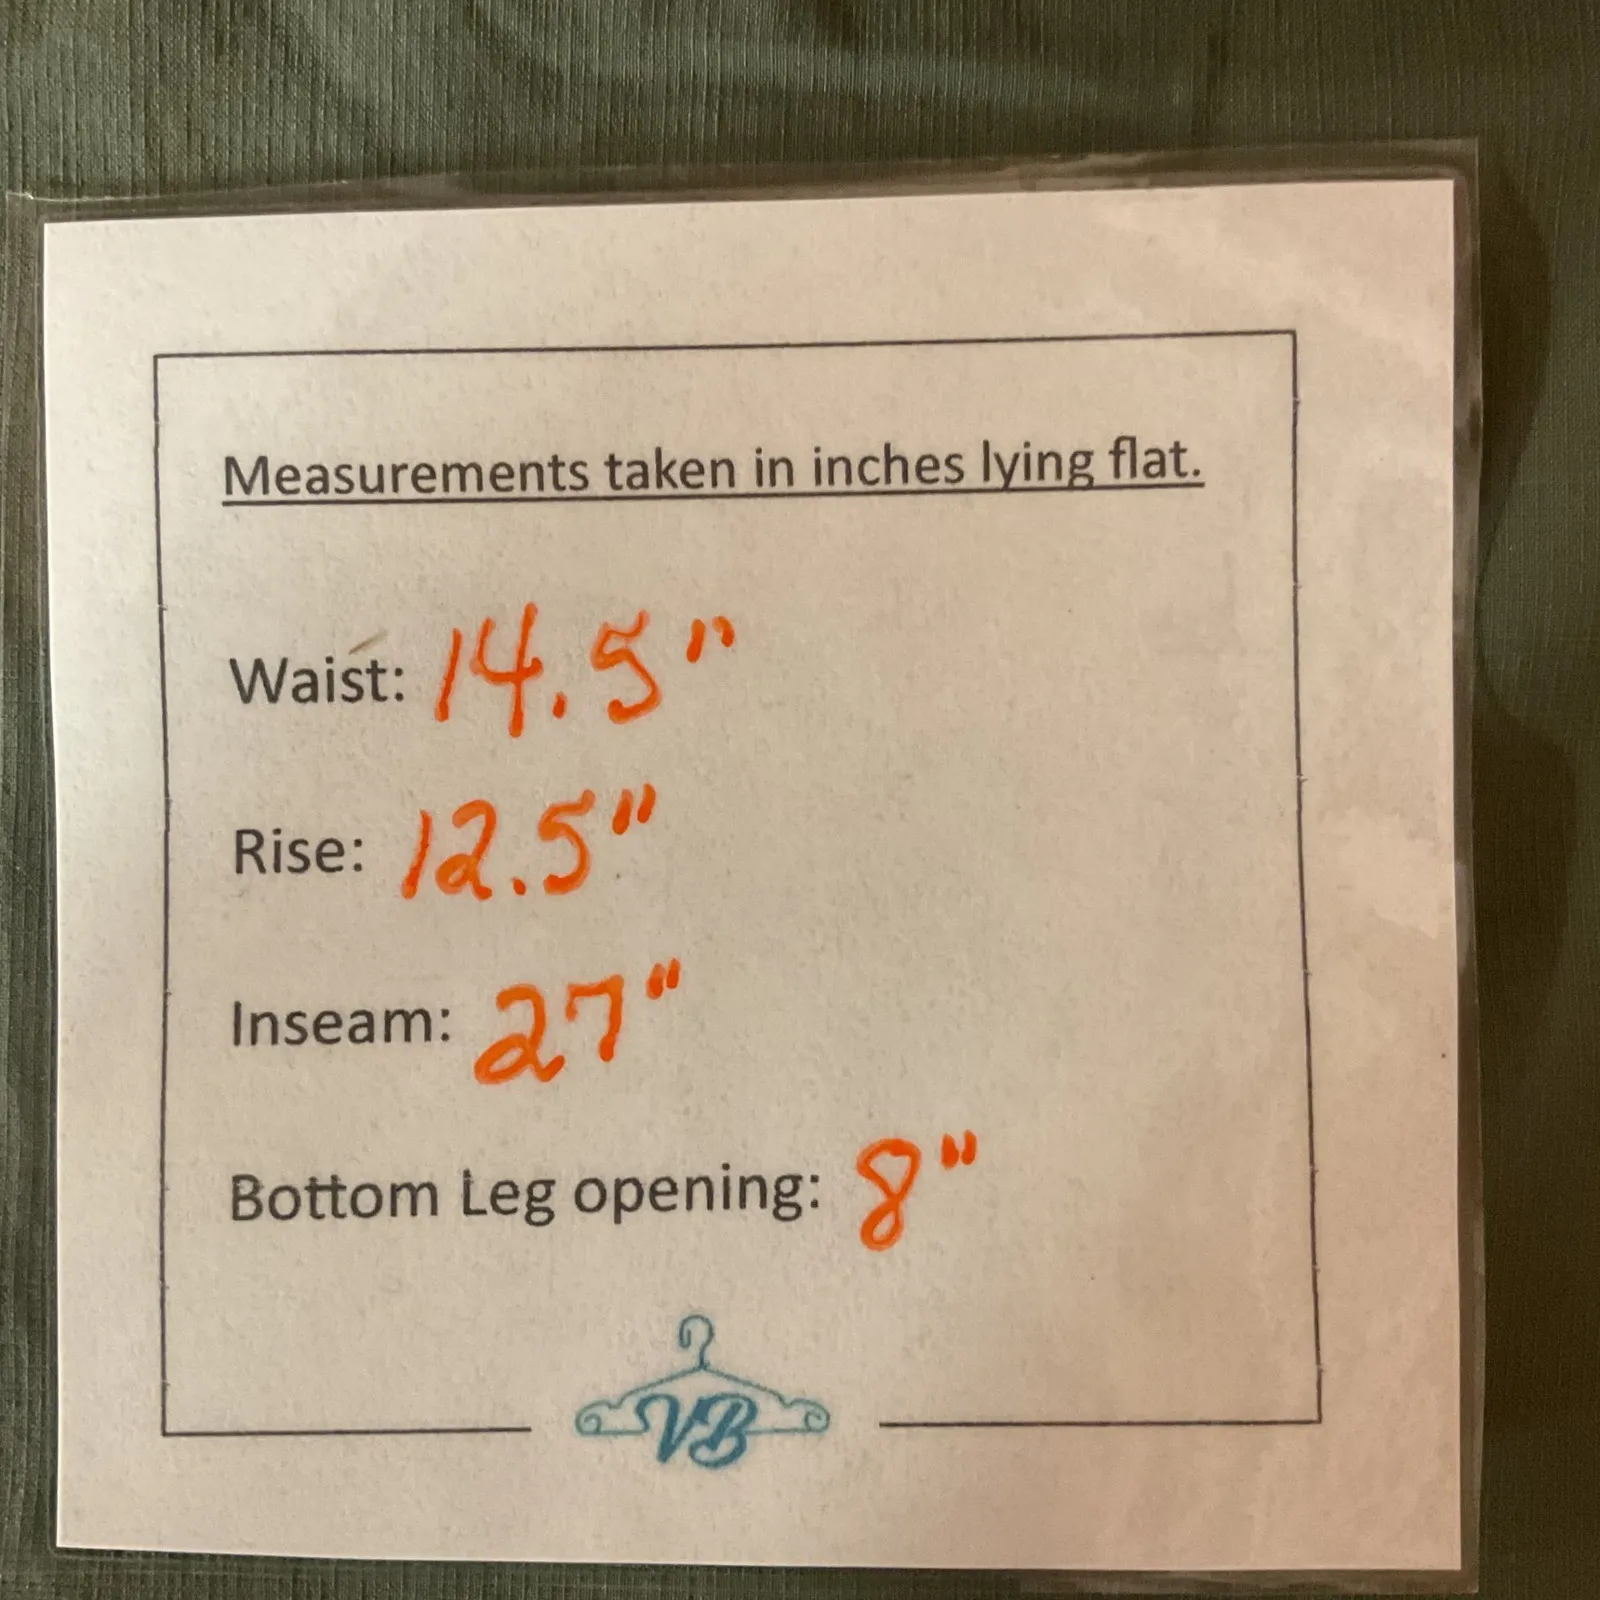 Measurements taken in inches lying flat.
Waist: 14.5"
Rise: 12.5"
Inseam: 27"
Bottom Leg opening: 8"
VB